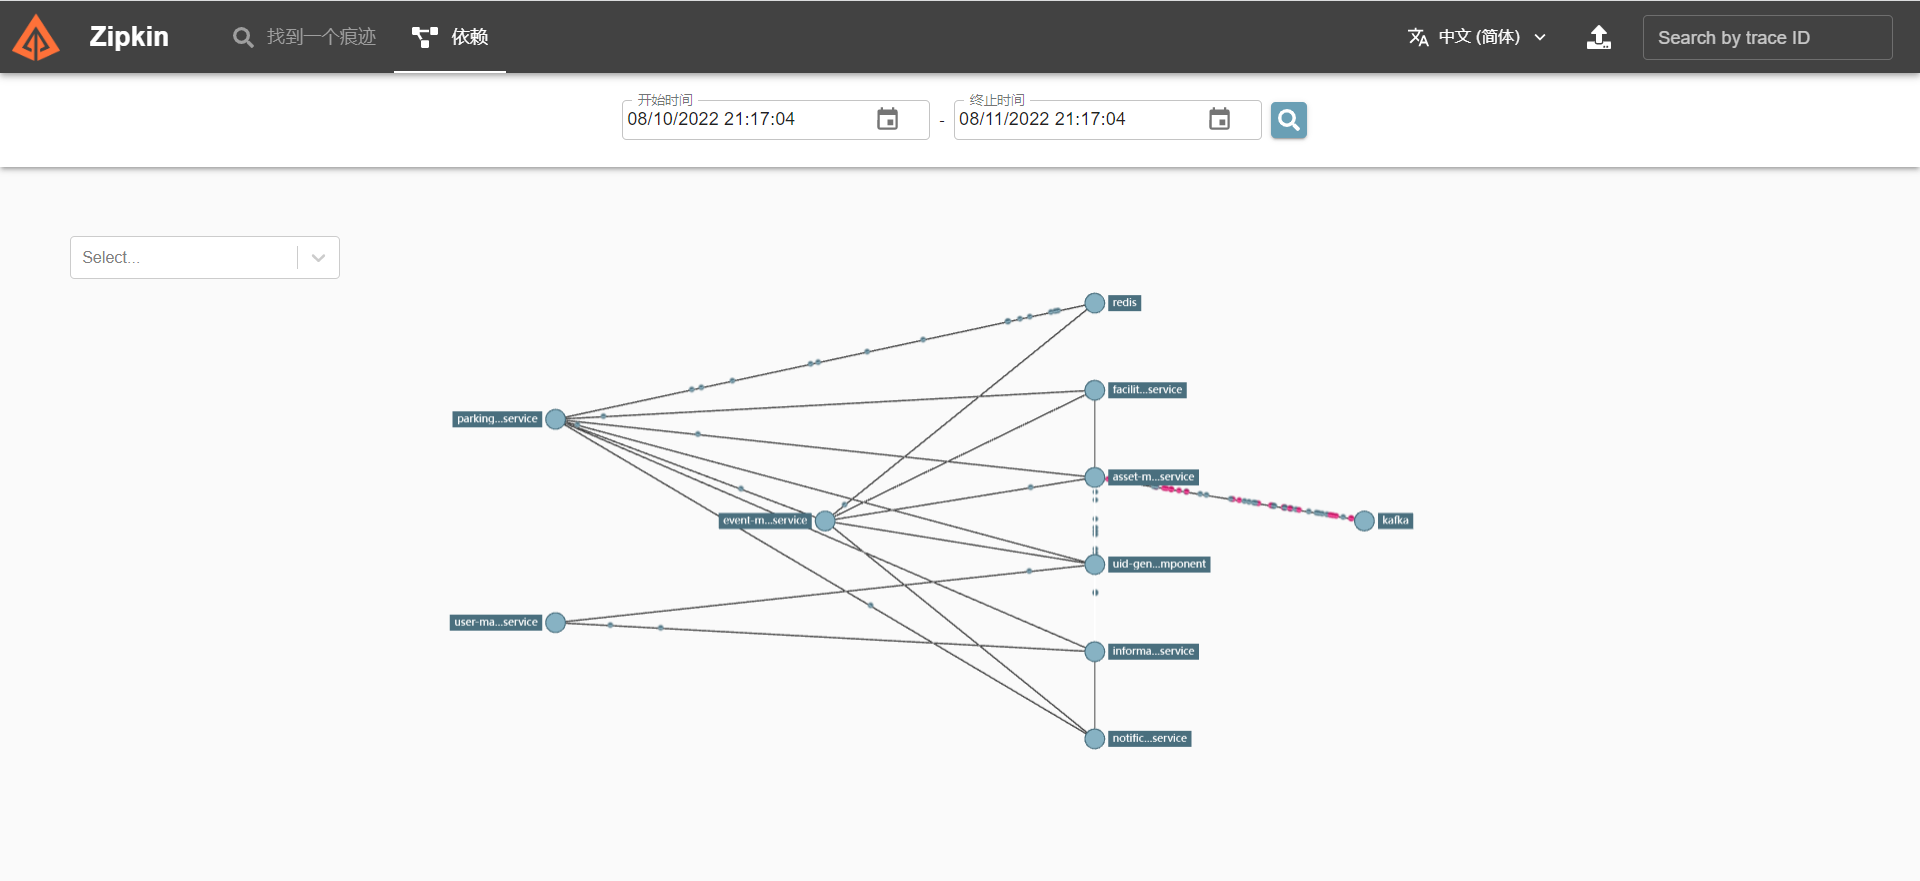 Zipkin
找到一个痕迹
依赖
中文 (简体)
Search by trace ID
开始时间
08/10/2022 21:17:04
-
终止时间
08/11/2022 21:17:04
Select...
redis
facilit...service
parking...service
asset-m...service
event-m...service
kafka
uid-gen...mponent
user-ma...service
informa...service
notific...service